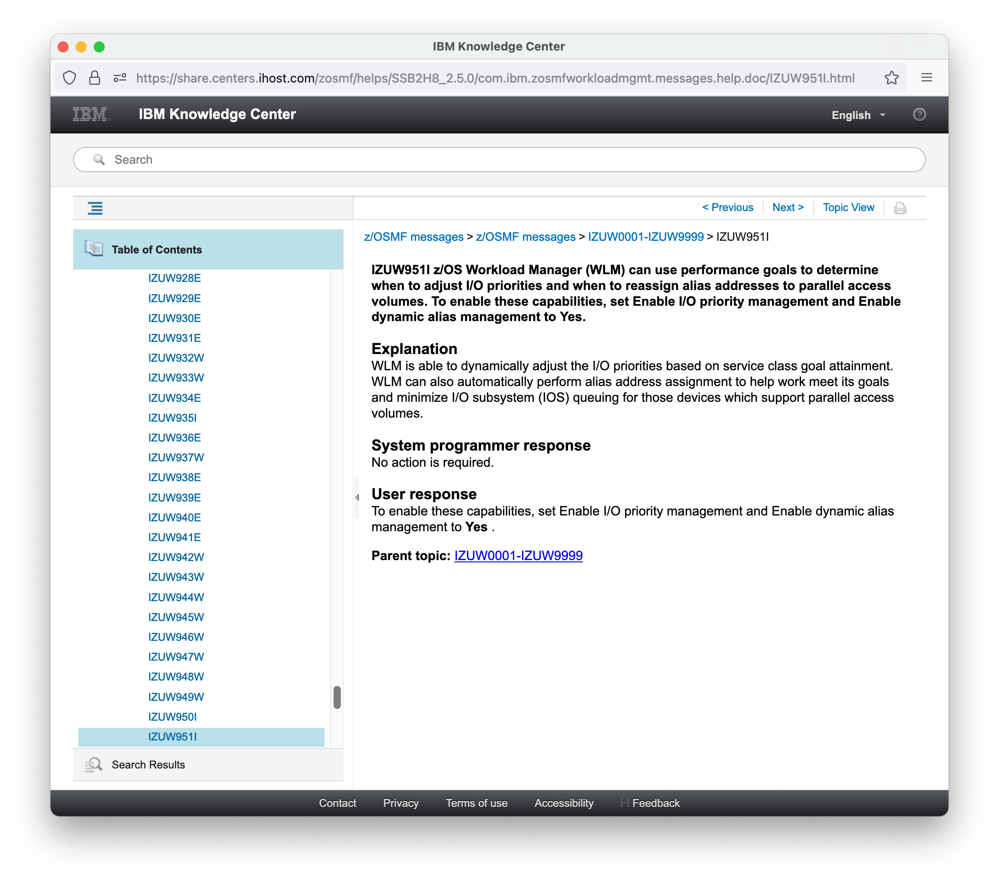 IBM Knowledge Center
https://share.centers.ihost.com/zosmf/helps/SSB2H8_2.5.0/com.ibm.zosmfworkloadmgmt.messages.help.doc/IZUW951I.html
IBM. IBM Knowledge Center English
Search
< Previous Next > Topic View
Table of Contents
IZUW928E
IZUW929E
IZUW930E
IZUW931E
IZUW932W
IZUW933W
IZUW934E
IZUW935I
IZUW936E
IZUW937W
IZUW938E
IZUW939E
IZUW940E
IZUW941E
IZUW942W
IZUW943W
IZUW944W
IZUW945W
IZUW946W
IZUW947W
IZUW948W
IZUW949W
IZUW950I
IZUW951I
Search Results
z/OSMF messages > z/OSMF messages > IZUW0001-IZUW9999 > IZUW951I
IZUW951I z/OS Workload Manager (WLM) can use performance goals to determine
when to adjust I/O priorities and when to reassign alias addresses to parallel access
volumes. To enable these capabilities, set Enable I/O priority management and Enable
dynamic alias management to Yes.
Explanation
WLM is able to dynamically adjust the I/O priorities based on service class goal attainment.
WLM can also automatically perform alias address assignment to help work meet its goals
and minimize I/O subsystem (IOS) queuing for those devices which support parallel access
volumes.
System programmer response
No action is required.
User response
To enable these capabilities, set Enable I/O priority management and Enable dynamic alias
management to Yes .
Parent topic: IZUW0001-IZUW9999
Contact Privacy Terms of use Accessibility [-] Feedback